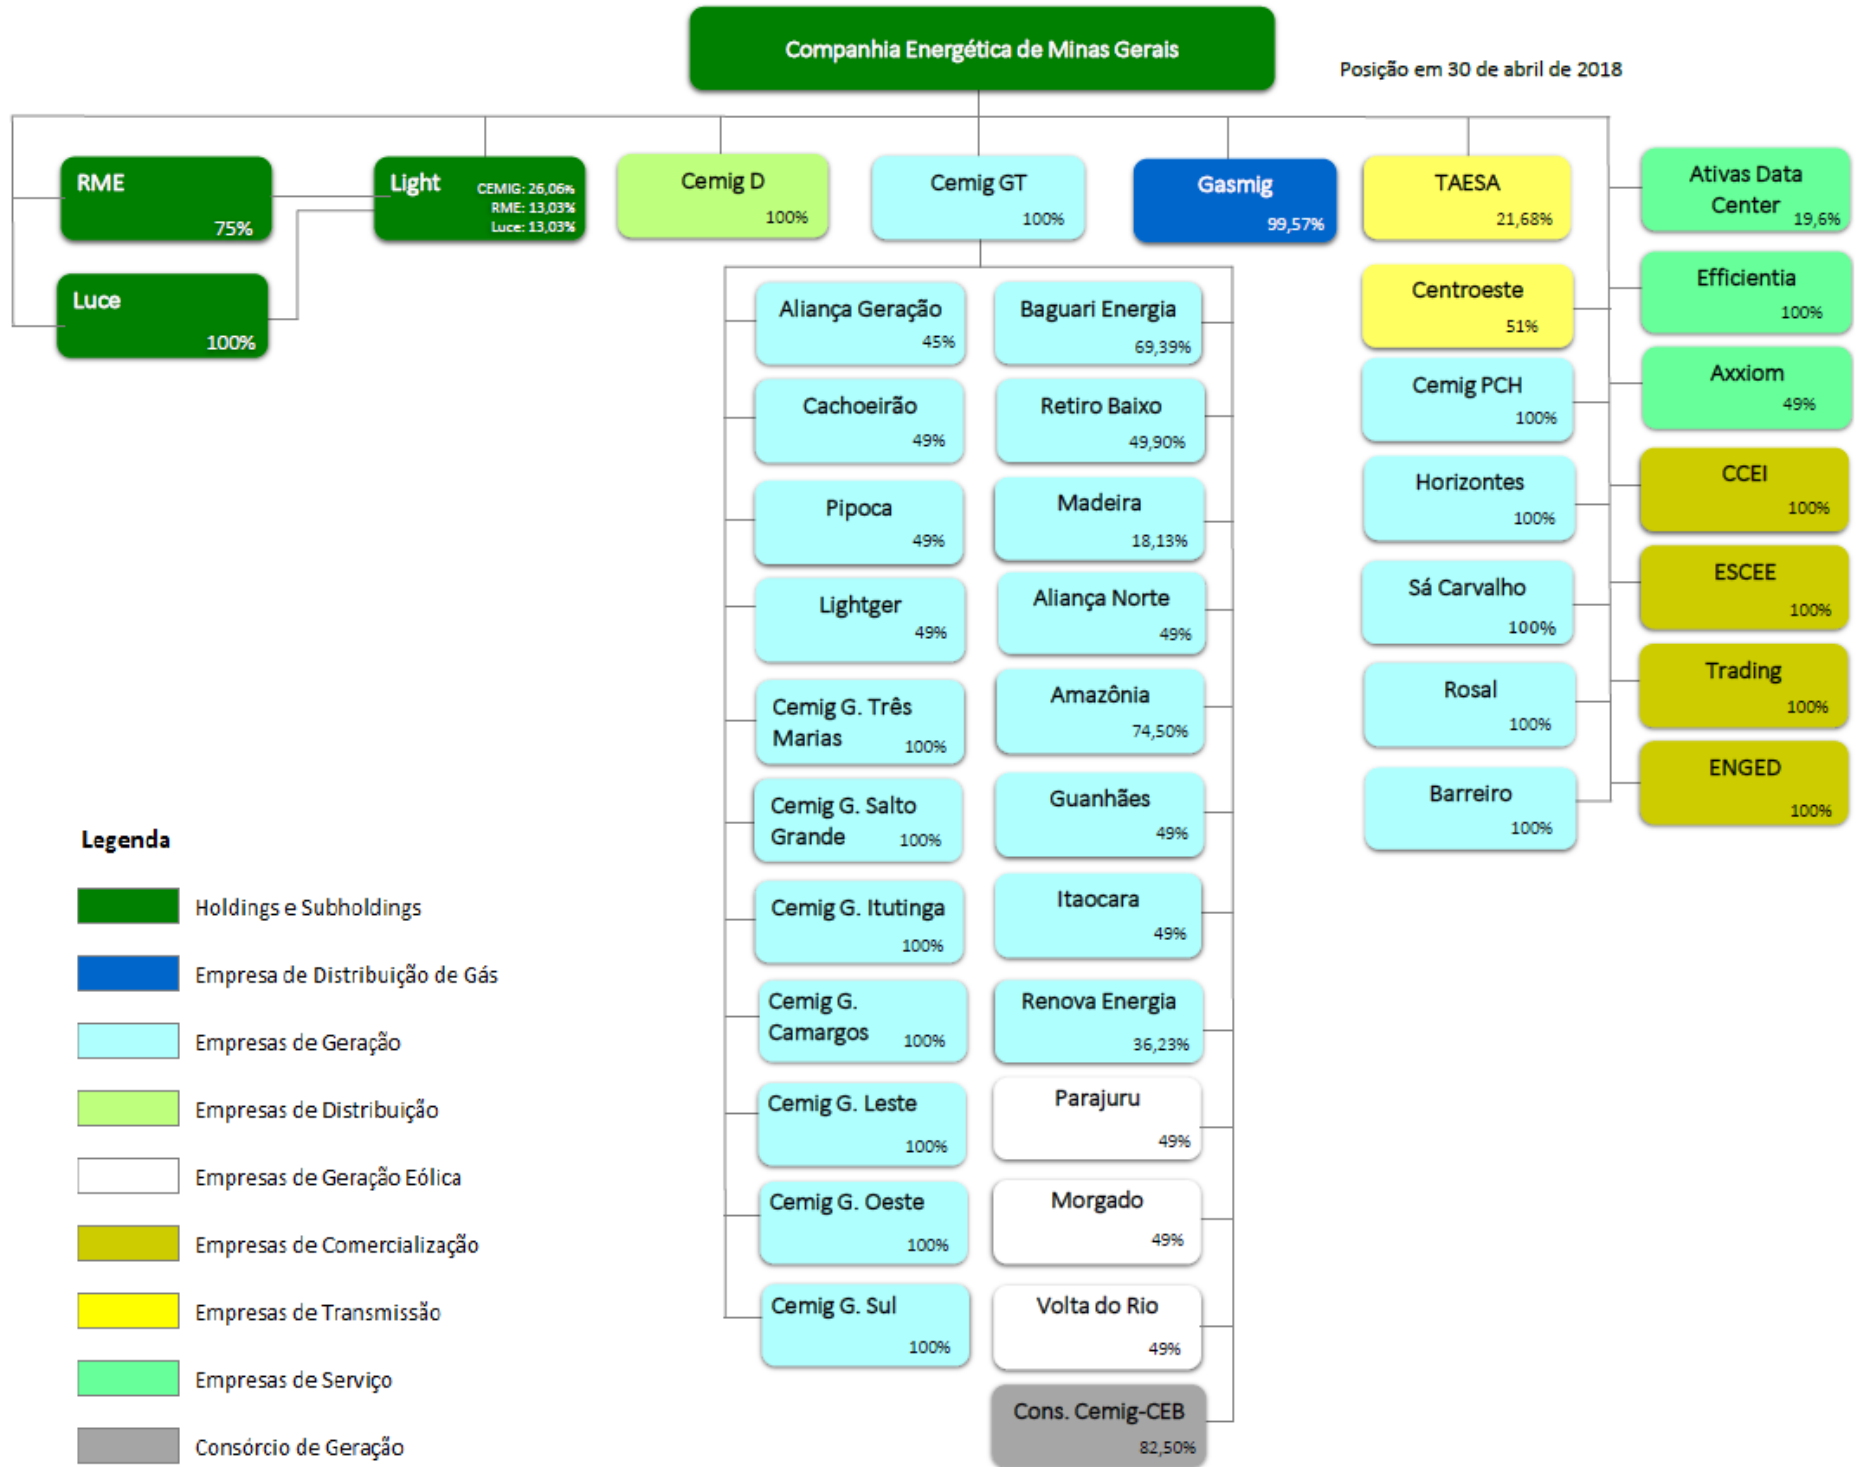 Companhia Energética de Minas Gerais
Posição em 30 de abril de 2018
RME
75%
Light
CEMIG: 26,06%
RME: 13,03%
Luce: 13,03%
Cemig D
100%
Cemig GT
100%
Gasmig
99,57%
TAESA
21,68%
Ativas Data
Center
19,6%
Luce
100%
Aliança Geração
45%
Baguari Energia
69,39%
Centroeste
51%
Efficientia
100%
Cachoeirão
49%
Retiro Baixo
49,90%
Cemig PCH
100%
Axxiom
49%
Pipoca
49%
Madeira
18,13%
Horizontes
100%
CCEI
100%
Lightger
49%
Aliança Norte
49%
Sá Carvalho
100%
ESCEE
100%
Cemig G. Três
Marias
100%
Amazônia
74,50%
Rosal
100%
Trading
100%
Cemig G. Salto
Grande
100%
Guanhães
49%
Barreiro
100%
ENGED
100%
Cemig G. Itutinga
100%
Itaocara
49%
Cemig G.
Camargos
100%
Renova Energia
36,23%
Cemig G. Leste
100%
Parajuru
49%
Cemig G. Oeste
100%
Morgado
49%
Cemig G. Sul
100%
Volta do Rio
49%
Cons. Cemig-CEB
82,50%
Legenda
Holdings e Subholdings
Empresa de Distribuição de Gás
Empresas de Geração
Empresas de Distribuição
Empresas de Geração Eólica
Empresas de Comercialização
Empresas de Transmissão
Empresas de Serviço
Consórcio de Geração